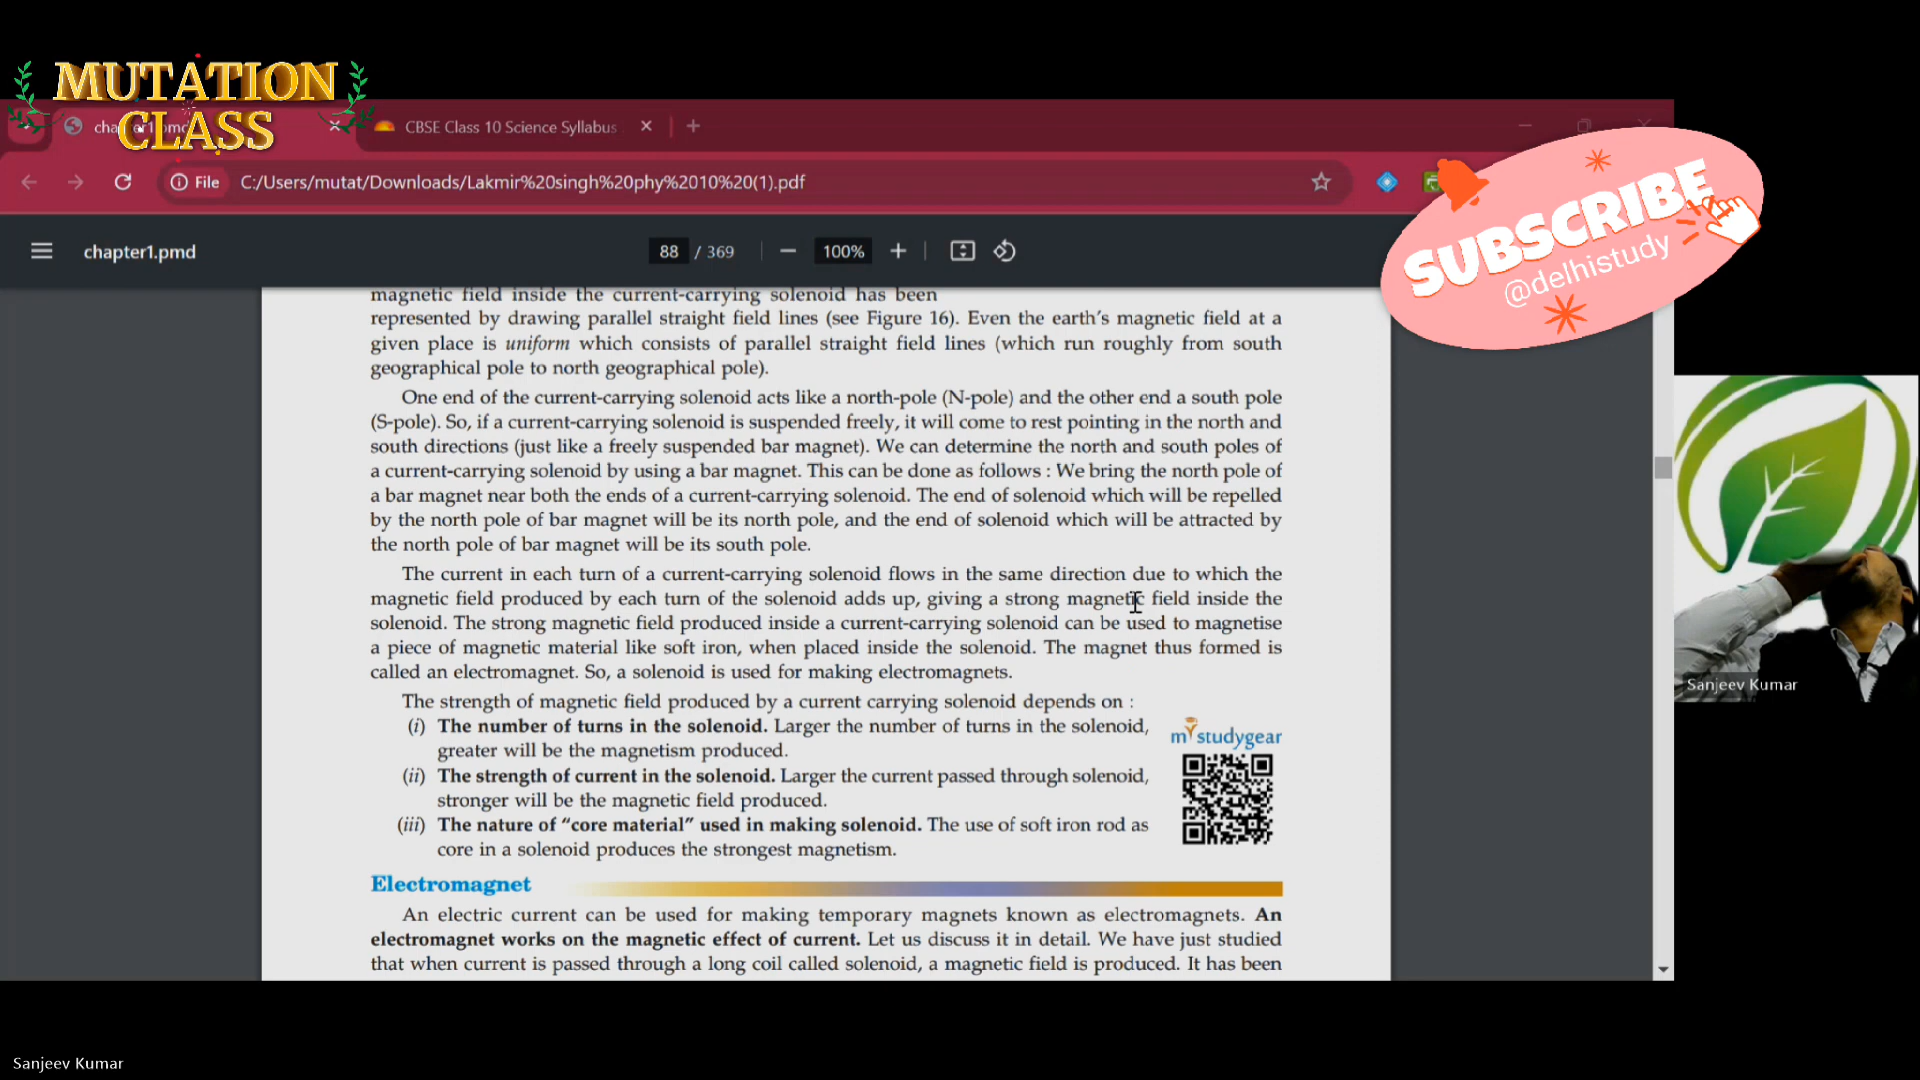 MUTATION
CLASS
CBSE Class 10 Science Syllabus
File
C:/Users/mutat/Downloads/Lakmir%20singh%20phy%2010%20(1).pdf
SUBSCRIBE
@delhistudy
chapter1.pmd
88 / 369
100%
magnetic field inside the current-carrying solenoid has been
represented by drawing parallel straight field lines (see Figure 16). Even the earth's magnetic field at a
given place is uniform which consists of parallel straight field lines (which run roughly from south
geographical pole to north geographical pole).
One end of the current-carrying solenoid acts like a north-pole (N-pole) and the other end a south pole
(S-pole). So, if a current-carrying solenoid is suspended freely, it will come to rest pointing in the north and
south directions (just like a freely suspended bar magnet). We can determine the north and south poles of
a current-carrying solenoid by using a bar magnet. This can be done as follows : We bring the north pole of
a bar magnet near both the ends of a current-carrying solenoid. The end of solenoid which will be repelled
by the north pole of bar magnet will be its north pole, and the end of solenoid which will be attracted by
the north pole of bar magnet will be its south pole.
The current in each turn of a current-carrying solenoid flows in the same direction due to which the
magnetic field produced by each turn of the solenoid adds up, giving a strong magnetic field inside the
solenoid. The strong magnetic field produced inside a current-carrying solenoid can be used to magnetise
a piece of magnetic material like soft iron, when placed inside the solenoid. The magnet thus formed is
called an electromagnet. So, a solenoid is used for making electromagnets.
The strength of magnetic field produced by a current carrying solenoid depends on :
(i) The number of turns in the solenoid. Larger the number of turns in the solenoid,
greater will be the magnetism produced.
(ii) The strength of current in the solenoid. Larger the current passed through solenoid,
stronger will be the magnetic field produced.
(iii) The nature of "core material" used in making solenoid. The use of soft iron rod as
core in a solenoid produces the strongest magnetism.
mystudygear
Electromagnet
An electric current can be used for making temporary magnets known as electromagnets. An
electromagnet works on the magnetic effect of current. Let us discuss it in detail. We have just studied
that when current is passed through a long coil called solenoid, a magnetic field is produced. It has been
Sanjeev Kumar
Sanjeev Kumar